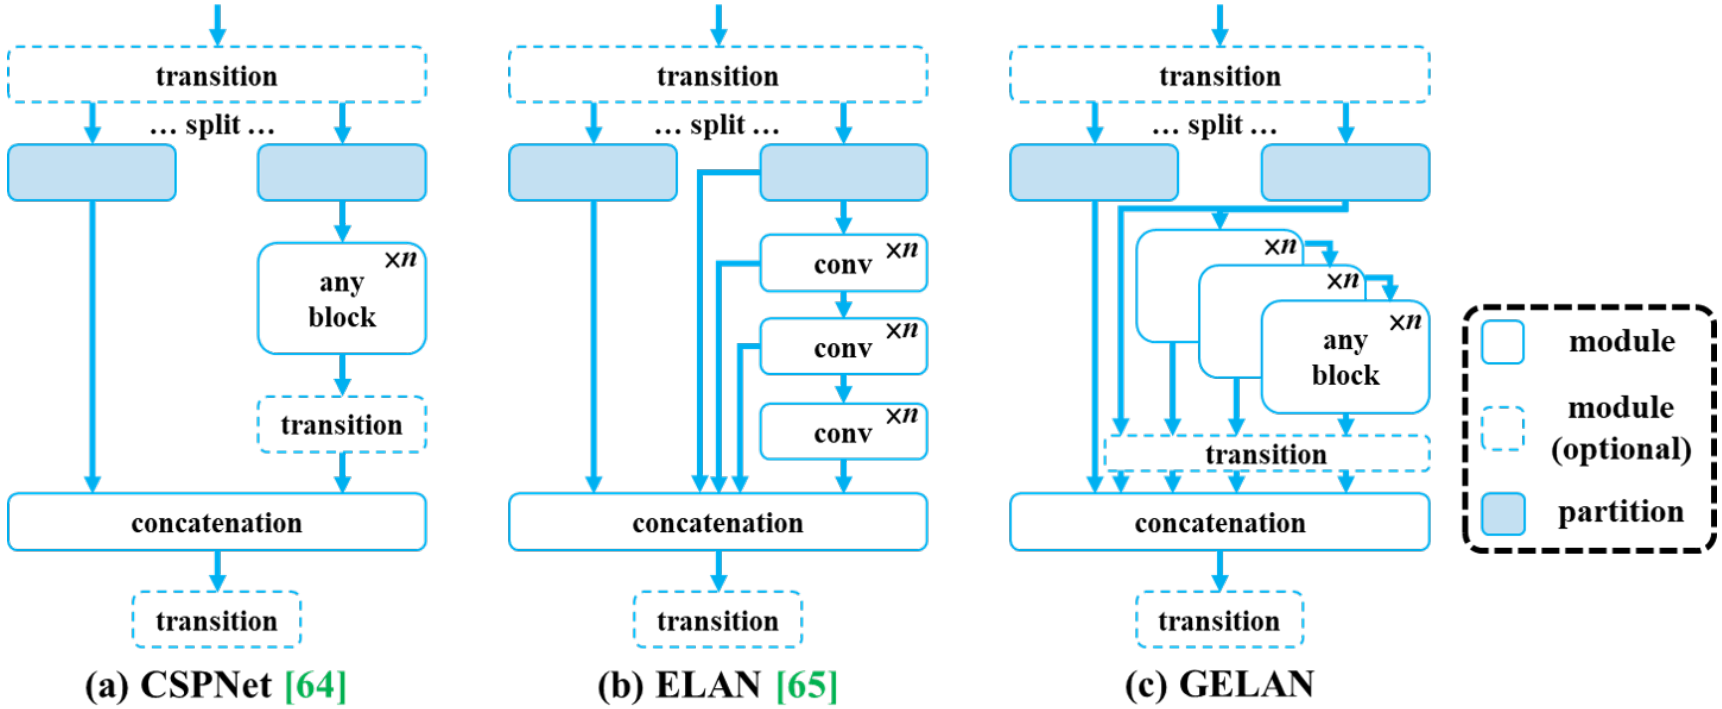 transition
… split …
×n
any
block
transition
concatenation
transition
(a) CSPNet [64]
transition
… split …
×n
conv
×n
conv
×n
conv
concatenation
transition
(b) ELAN [65]
transition
… split …
×n
×n
×n
any
block
transition
concatenation
transition
(c) GELAN
module
module
(optional)
partition